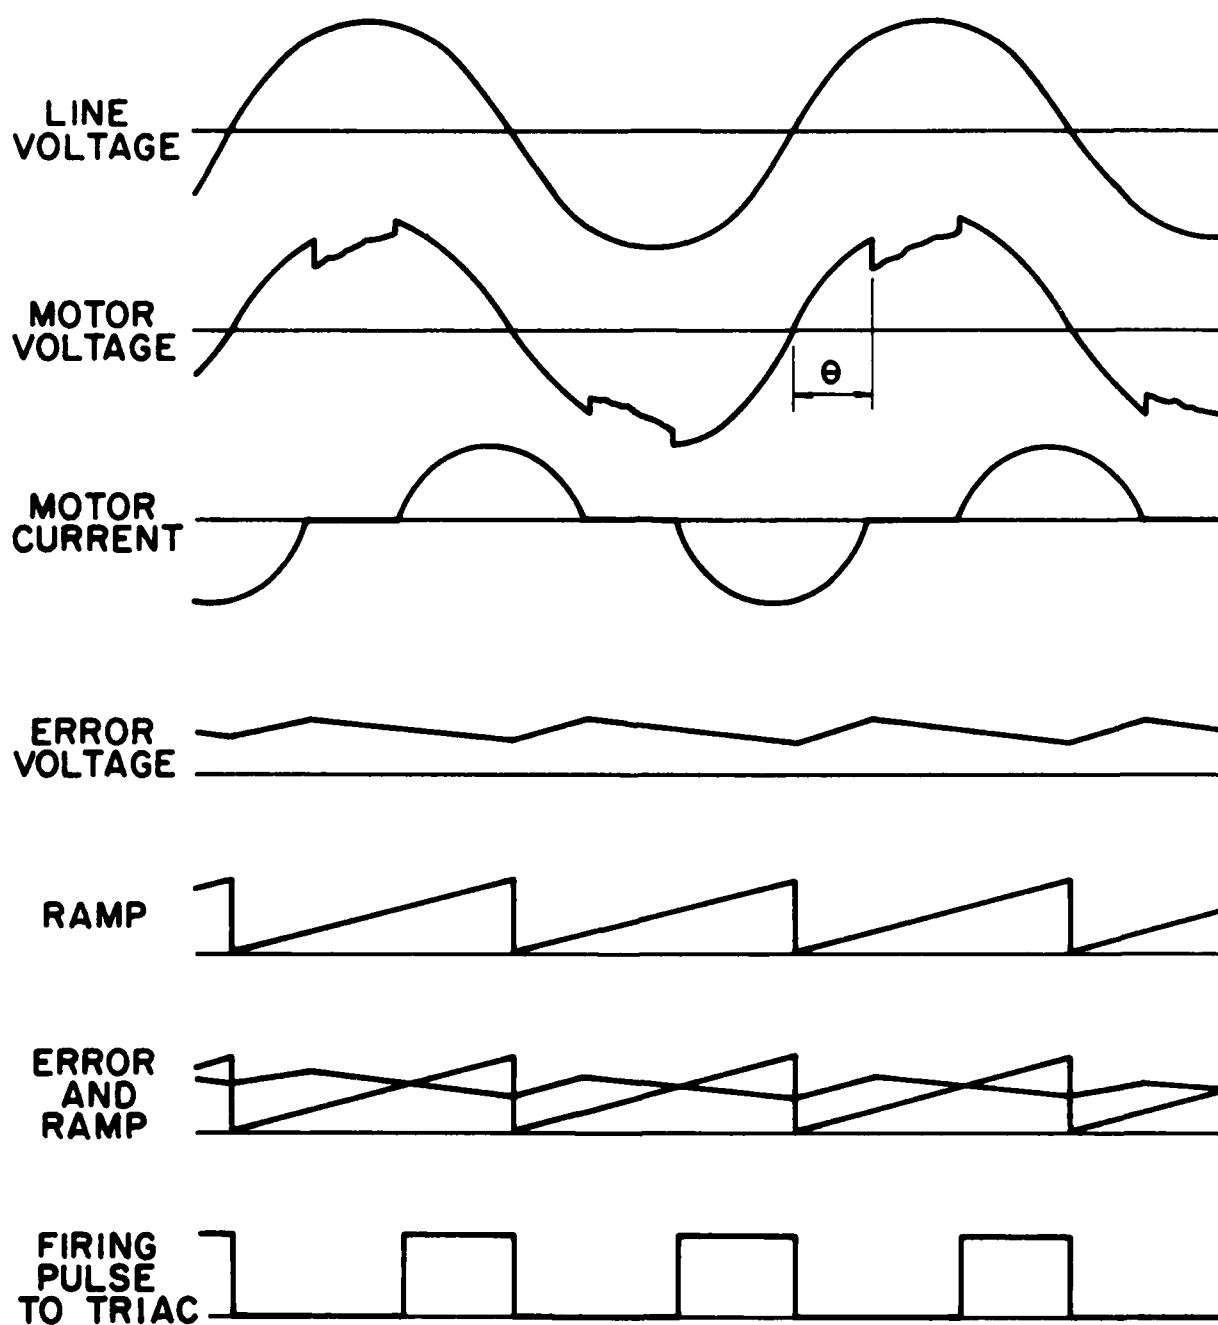 LINE
VOLTAGE
MOTOR
VOLTAGE
θ
MOTOR
CURRENT
ERROR
VOLTAGE
RAMP
ERROR
AND
RAMP
FIRING
PULSE
TO TRIAC